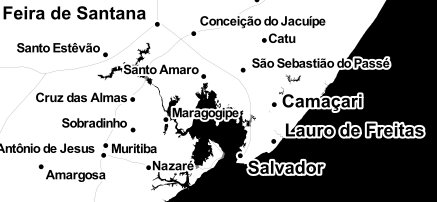 Feira de Santana
Conceição do Jacuípe
Catu
Santo Estêvão
São Sebastião do Passé
Santo Amaro
Cruz das Almas
Camaçari
Maragogipe
Sobradinho
Lauro de Freitas
Antônio de Jesus
Muritiba
Nazaré
Salvador
Amargosa